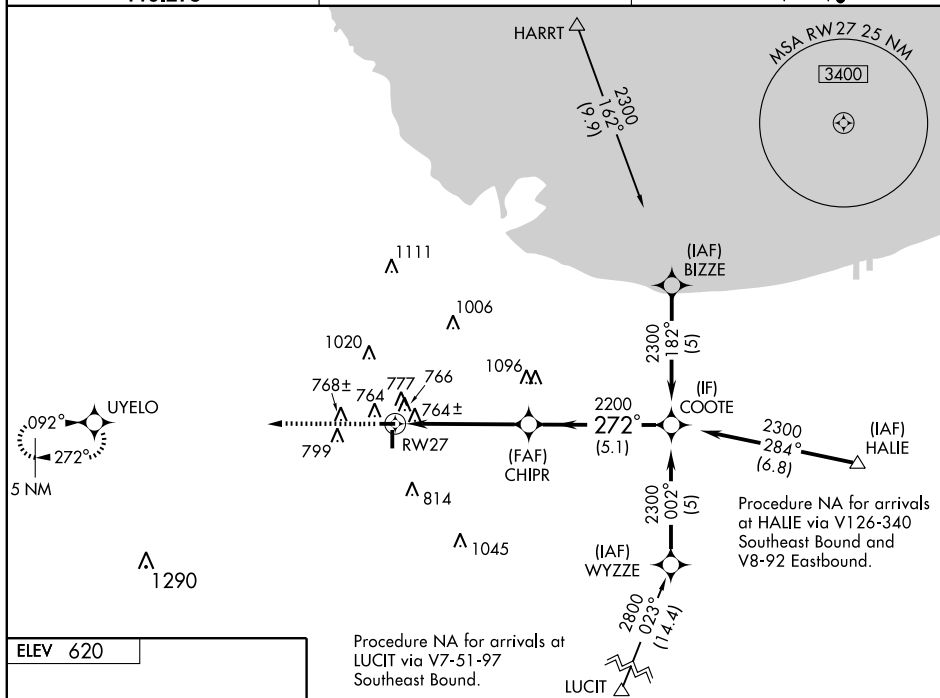 HARRT
2300
162°
(9.9)
MSA RW 27 25 NM
3400
1111
1006
1020
1096
(IAF)
BIZZE
2300
182°
(5)
768±
764
777
766
764±
799
RW27
092°
UYELO
272°
5 NM
(FAF)
CHIPR
2200
272°
(5.1)
(IF)
COOTE
2300
284°
(6.8)
(IAF)
HALIE
814
1045
1290
2300
002°
(5)
(IAF)
WYZZE
Procedure NA for arrivals
at HALIE via V126-340
Southeast Bound and
V8-92 Eastbound.
2800
023°
(14.4)
LUCIT
Procedure NA for arrivals at
LUCIT via V7-51-97
Southeast Bound.
ELEV 620